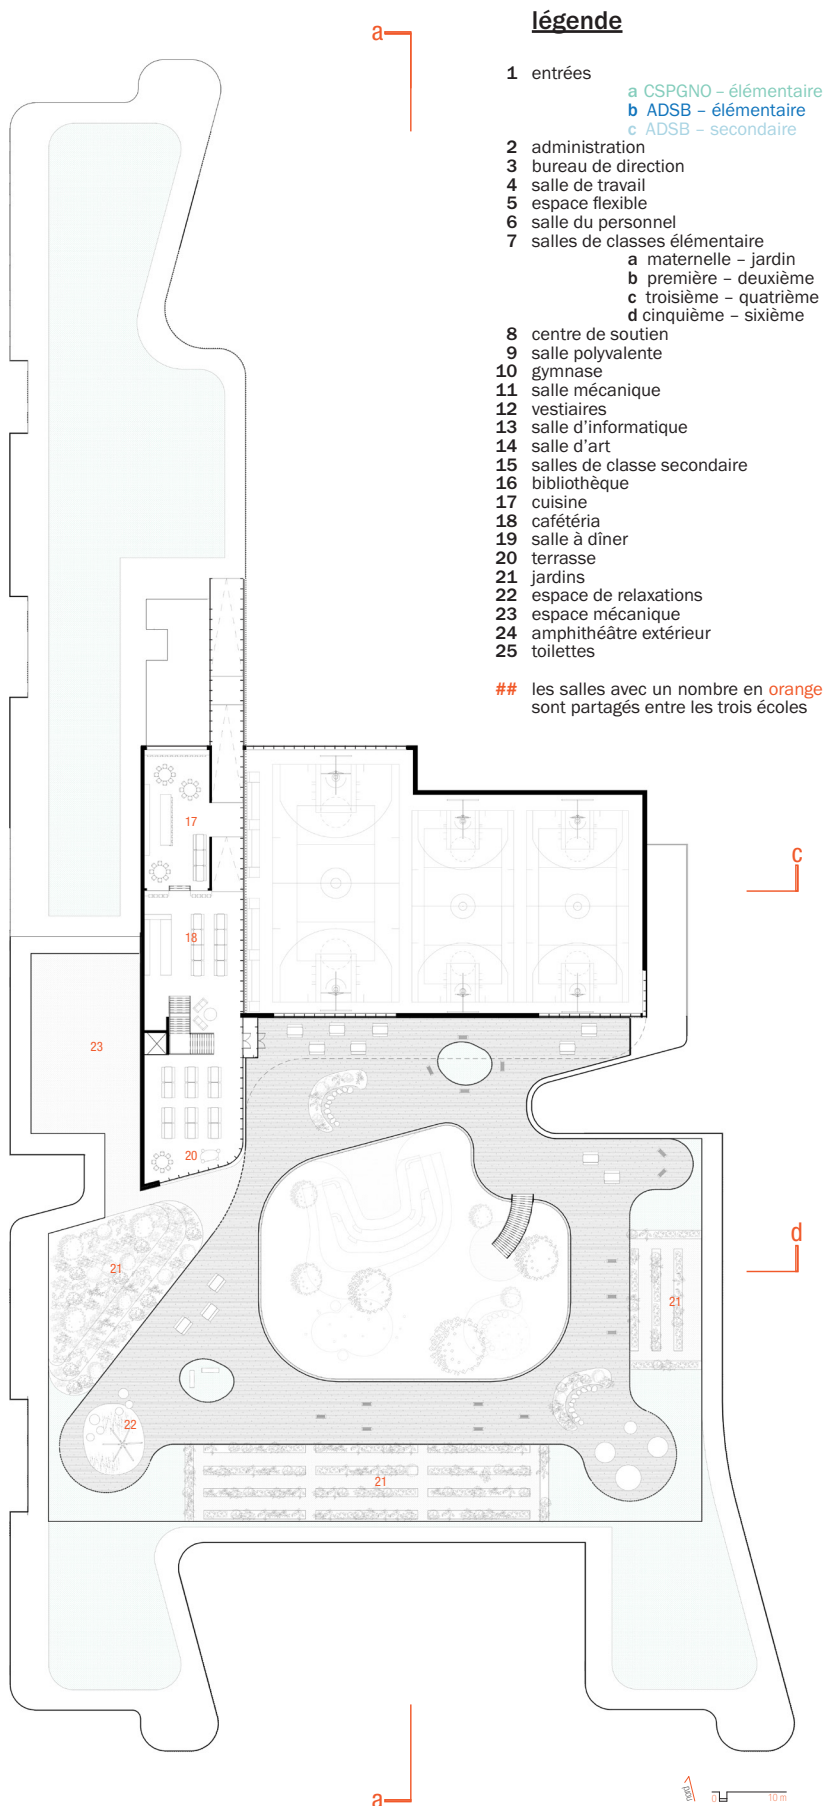 légende
a
1 entrées
a CSPGNO – élémentaire
b ADSB – élémentaire
c ADSB – secondaire
2 administration
3 bureau de direction
4 salle de travail
5 espace flexible
6 salle du personnel
7 salles de classes élémentaire
a maternelle – jardin
b première – deuxième
c troisième – quatrième
d cinquième – sixième
8 centre de soutien
9 salle polyvalente
10 gymnase
11 salle mécanique
12 vestiaires
13 salle d'informatique
14 salle d'art
15 salles de classe secondaire
16 bibliothèque
17 cuisine
18 cafétéria
19 salle à dîner
20 terrasse
21 jardins
22 espace de relaxations
23 espace mécanique
24 amphithéâtre extérieur
25 toilettes
## les salles avec un nombre en orange
sont partagés entre les trois écoles
17
c
18
23
20
d
21
21
22
21
a
nord
0 10 m